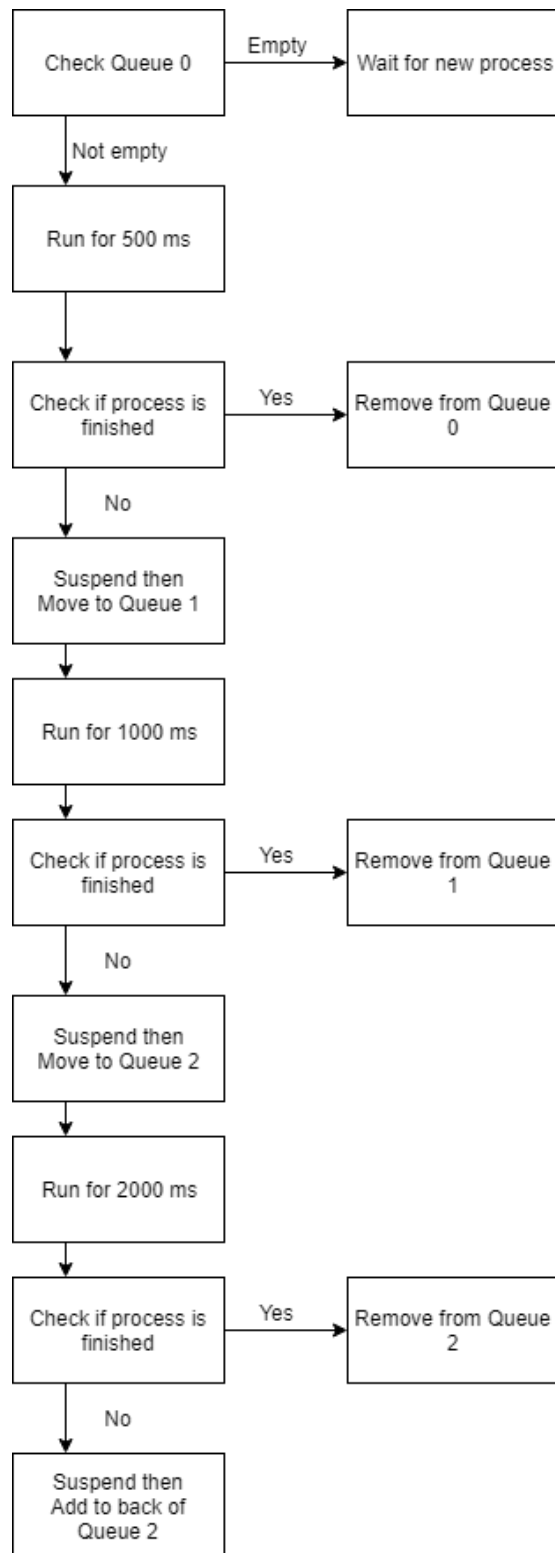 Check Queue 0
Empty
Wait for new process
Not empty
Run for 500 ms
Check if process is
finished
Yes
Remove from Queue
0
No
Suspend then
Move to Queue 1
Run for 1000 ms
Check if process is
finished
Yes
Remove from Queue
1
No
Suspend then
Move to Queue 2
Run for 2000 ms
Check if process is
finished
Yes
Remove from Queue
2
No
Suspend then
Add to back of
Queue 2